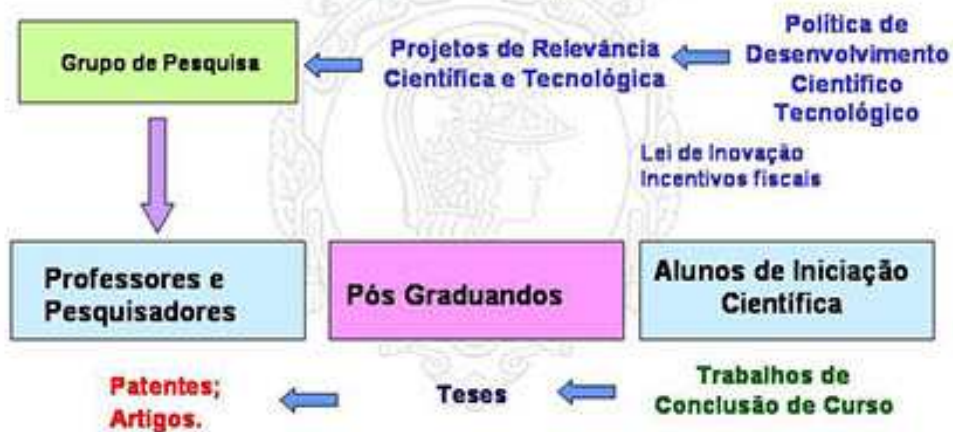 Grupo de Pesquisa
Projetos de Relevância
Científica e Tecnológica
Política de
Desenvolvimento
Científico
Tecnológico
Lei de Inovação
Incentivos fiscais
Professores e
Pesquisadores
Pós Graduandos
Alunos de Iniciação
Científica
Patentes;
Artigos.
Teses
Trabalhos de
Conclusão de Curso